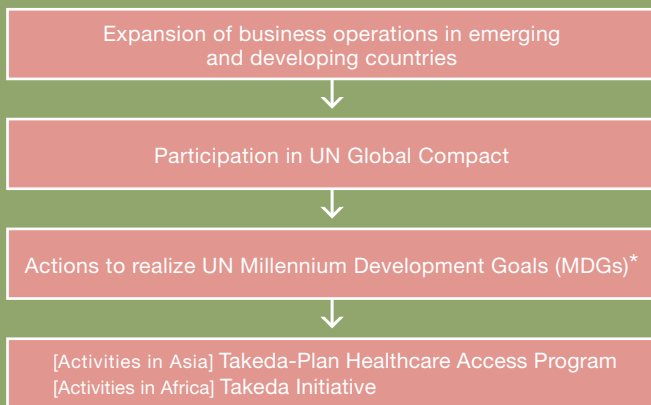 Expansion of business operations in emerging
and developing countries
Participation in UN Global Compact
Actions to realize UN Millennium Development Goals (MDGs)*
[Activities in Asia] Takeda-Plan Healthcare Access Program
[Activities in Africa] Takeda Initiative